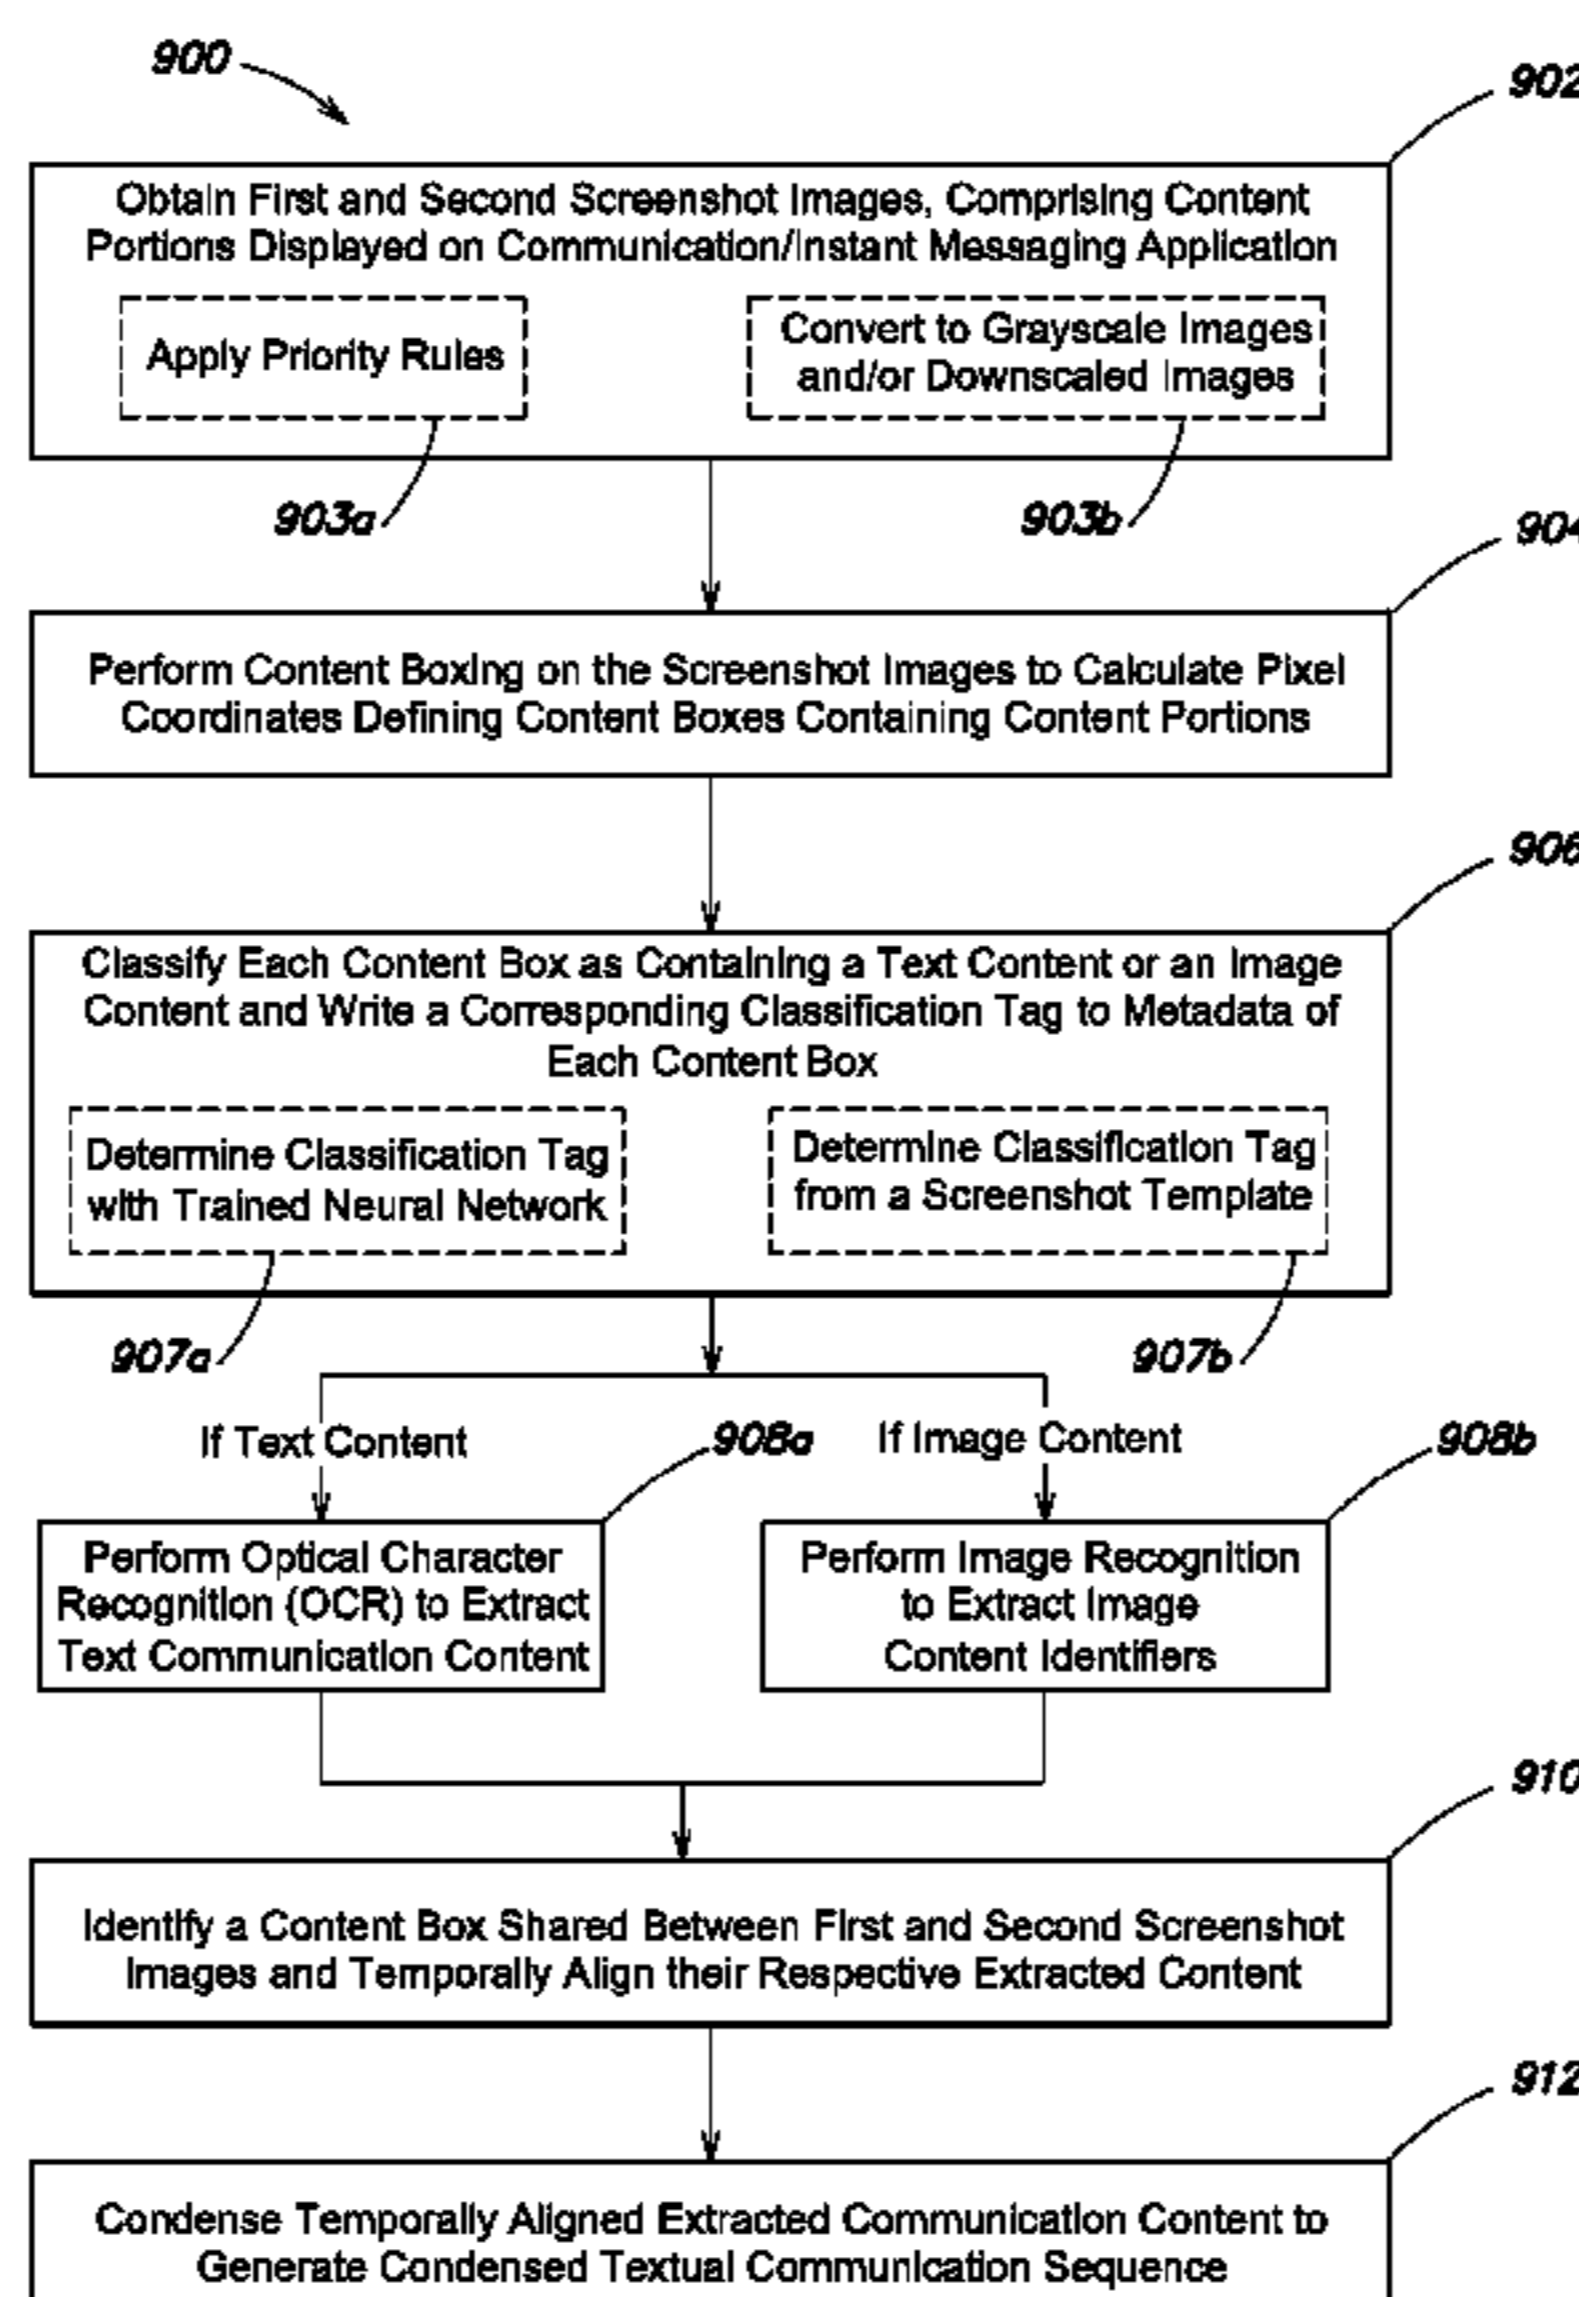 900
902
Obtain First and Second Screenshot Images, Comprising Content
Portions Displayed on Communication/Instant Messaging Application
Apply Priority Rules
Convert to Grayscale Images
and/or Downscaled Images
903a
903b
904
Perform Content Boxing on the Screenshot Images to Calculate Pixel
Coordinates Defining Content Boxes Containing Content Portions
906
Classify Each Content Box as Containing a Text Content or an Image
Content and Write a Corresponding Classification Tag to Metadata of
Each Content Box
Determine Classification Tag
with Trained Neural Network
Determine Classification Tag
from a Screenshot Template
907a
907b
If Text Content
908a
If Image Content
908b
Perform Optical Character
Recognition (OCR) to Extract
Text Communication Content
Perform Image Recognition
to Extract Image
Content Identifiers
910
Identify a Content Box Shared Between First and Second Screenshot
Images and Temporally Align their Respective Extracted Content
912
Condense Temporally Aligned Extracted Communication Content to
Generate Condensed Textual Communication Sequence